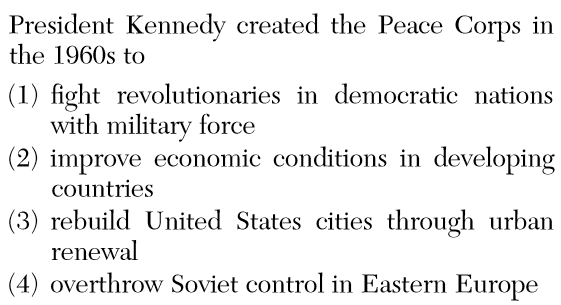 President Kennedy created the Peace Corps in
the 1960s to
(1) fight revolutionaries in democratic nations
with military force
(2) improve economic conditions in developing
countries
(3) rebuild United States cities through urban
renewal
(4) overthrow Soviet control in Eastern Europe